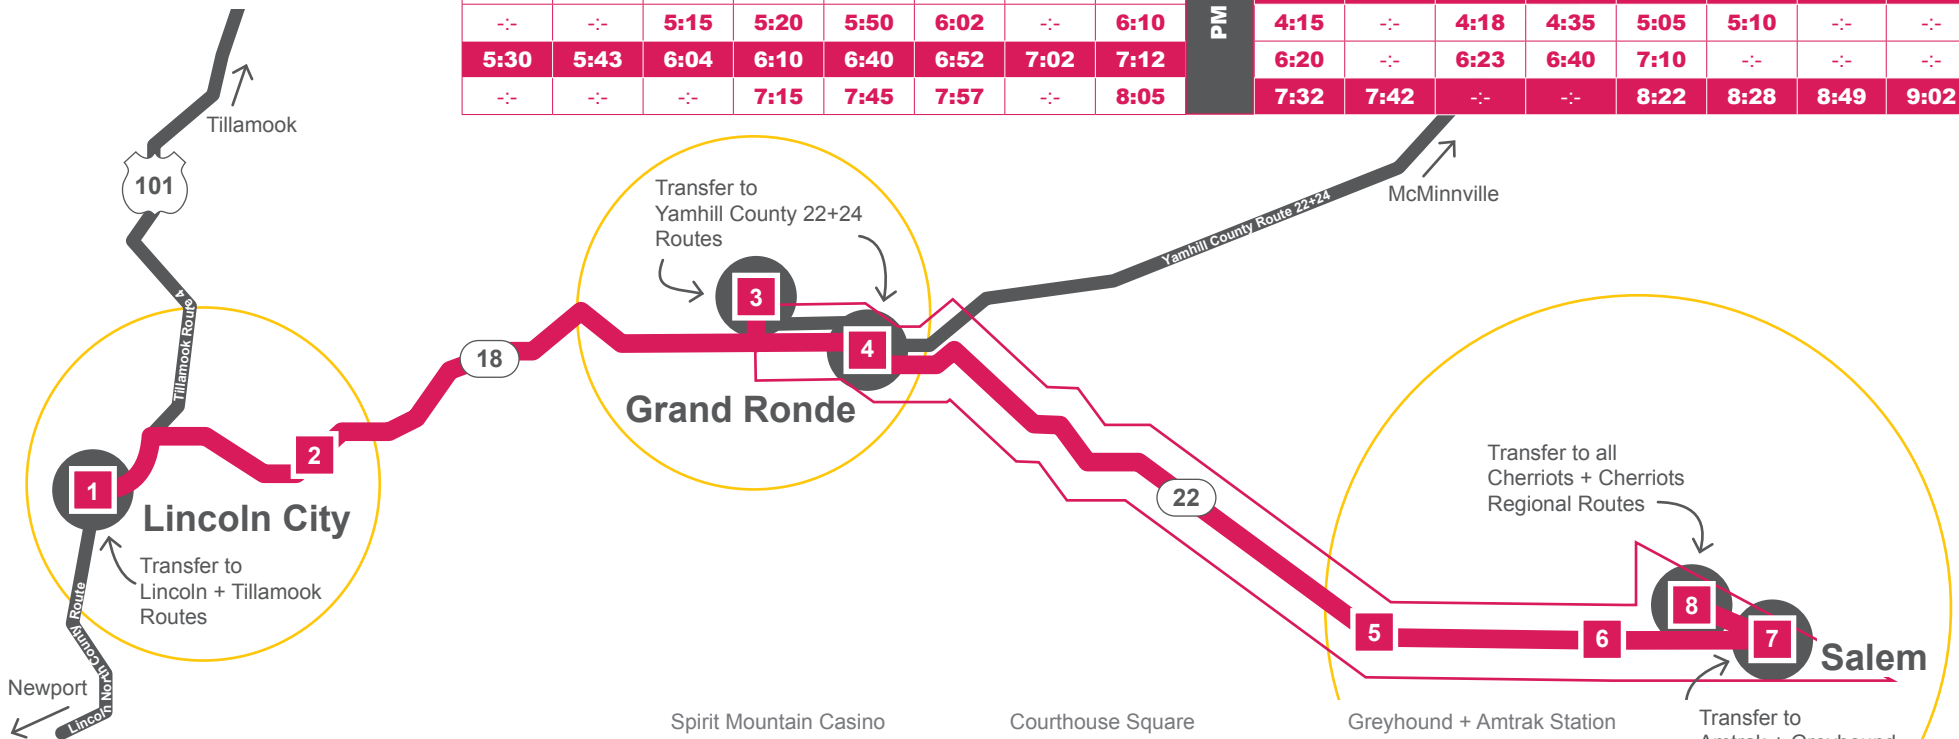 -:- -:- 5:15 5:20 5:50 6:02 -:- 6:10 PM 4:15 -:- 4:18 4:35 5:05 5:10 -:- -:-
5:30 5:43 6:04 6:10 6:40 6:52 7:02 7:12 6:20 -:- 6:23 6:40 7:10 -:- -:- -:-
-:- -:- -:- 7:15 7:45 7:57 -:- 8:05 7:32 7:42 -:- -:- 8:22 8:28 8:49 9:02
Tillamook
101
Transfer to
Yamhill County 22+24
Routes
McMinnville
Yamhill County Route 22+24
Tillamook Route 4
3
4
18
Grand Ronde
2
1
Lincoln City
Transfer to
Lincoln + Tillamook
Routes
22
Transfer to all
Cherriots + Cherriots
Regional Routes
8
5
6
7
Salem
Lincoln North County Route
Newport
Spirit Mountain Casino
Courthouse Square
Greyhound + Amtrak Station
Transfer to
Amtrak + Greyhound